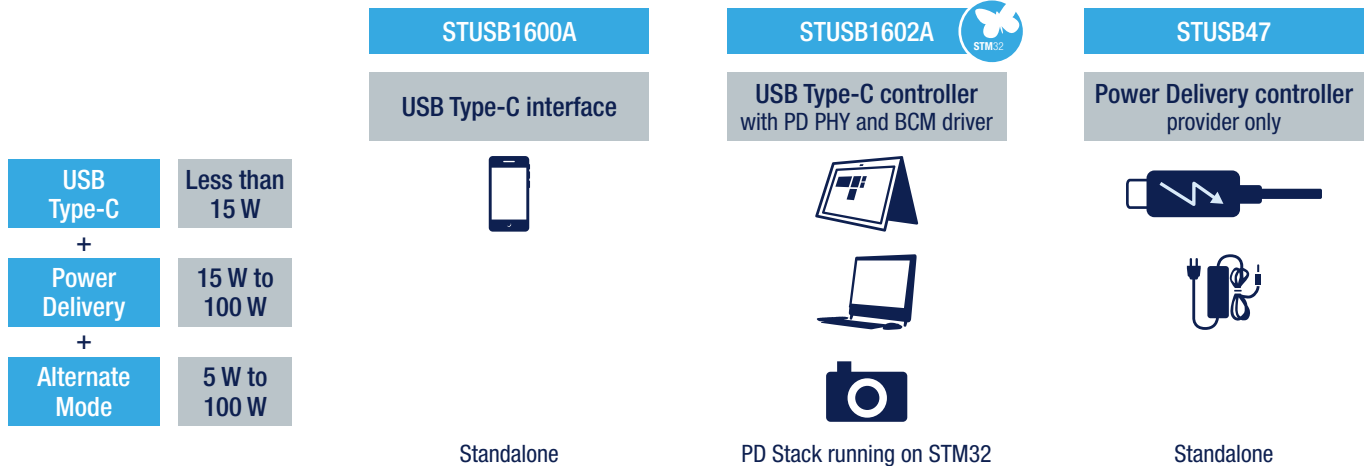 STUSB1600A
STUSB1602A
STM32
STUSB47
USB Type-C interface
USB Type-C controller
with PD PHY and BCM driver
Power Delivery controller
provider only
USB
Type-C
Less than
15 W
+
Power
Delivery
15 W to
100 W
+
Alternate
Mode
5 W to
100 W
Standalone
PD Stack running on STM32
Standalone